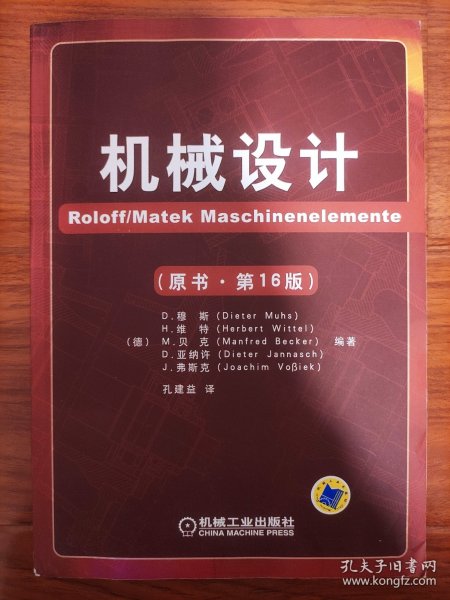 机械设计
Roloff/Matek Maschinenelemente
(原书·第16版)
D.穆 斯(Dieter Muhs)
H.维 特(Herbert Wittel)
(德) M.贝 克(Manfred Becker) 编著
D.亚纳许(Dieter Jannasch)
J.弗斯克(Joachim Voβiek)
孔建益 译
机械工业出版社
CHINA MACHINE PRESS
孔夫子旧书网
www.kongfz.com